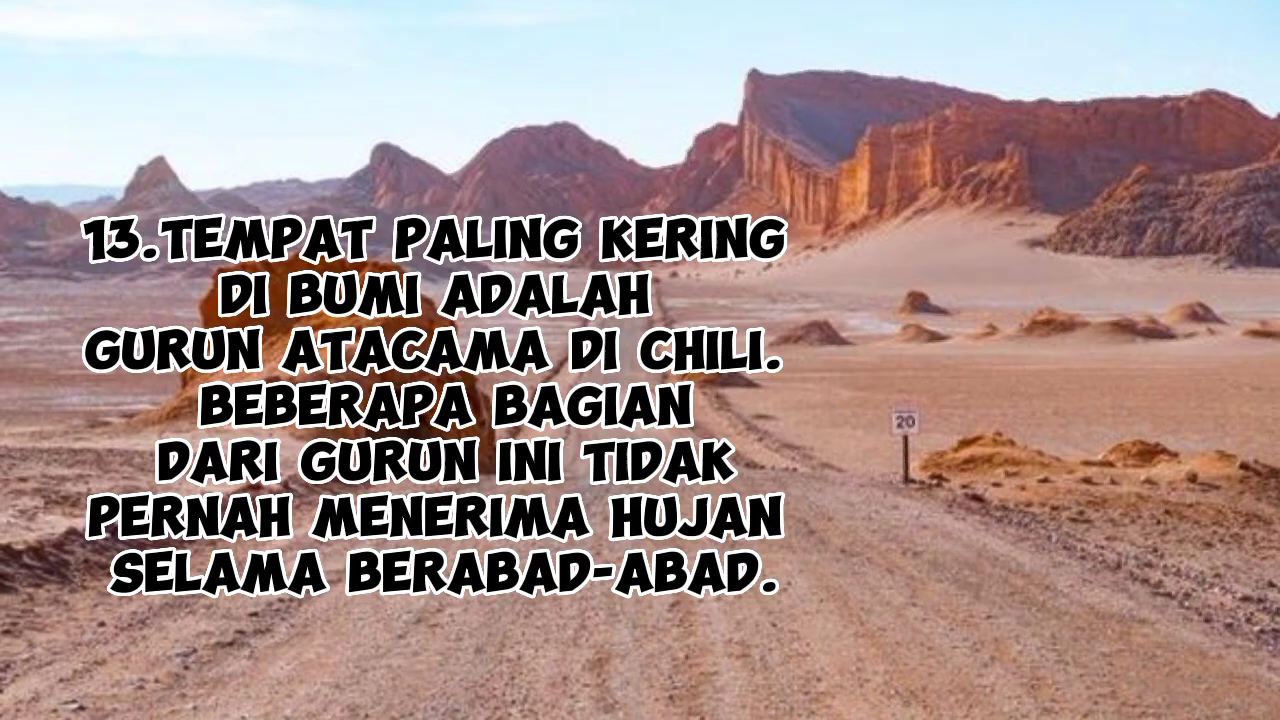 13.TEMPAT PALING KERING
DI BUMI ADALAH
GURUN ATACAMA DI CHILI.
BEBERAPA BAGIAN
DARI GURUN INI TIDAK
PERNAH MENERIMA HUJAN
SELAMA BERABAD-ABAD.
20